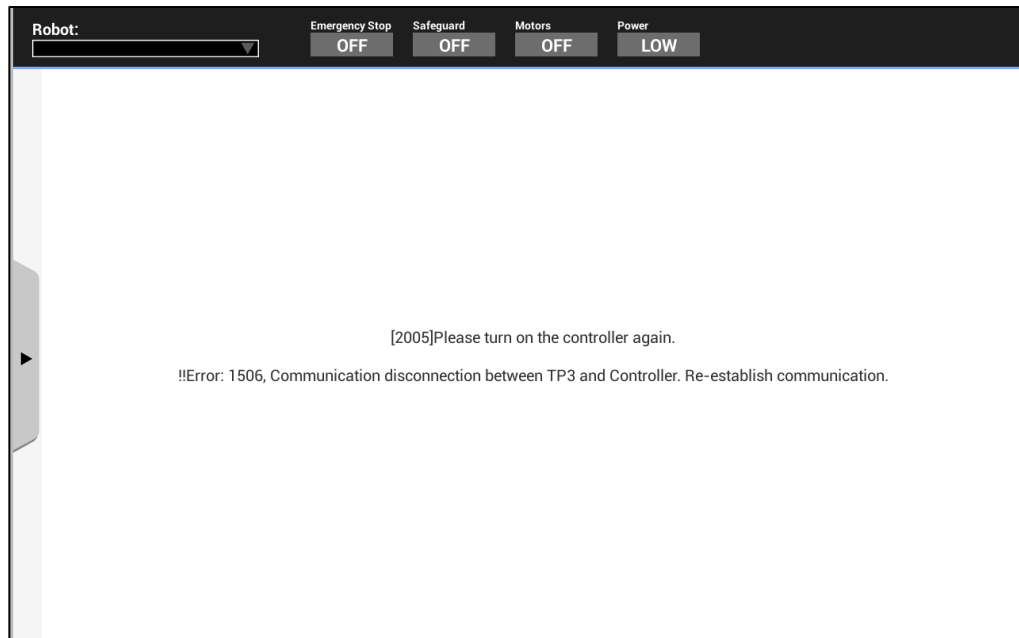 Robot:
Emergency Stop Safeguard Motors Power
OFF OFF OFF LOW
[2005]Please turn on the controller again.
!!Error: 1506, Communication disconnection between TP3 and Controller. Re-establish communication.